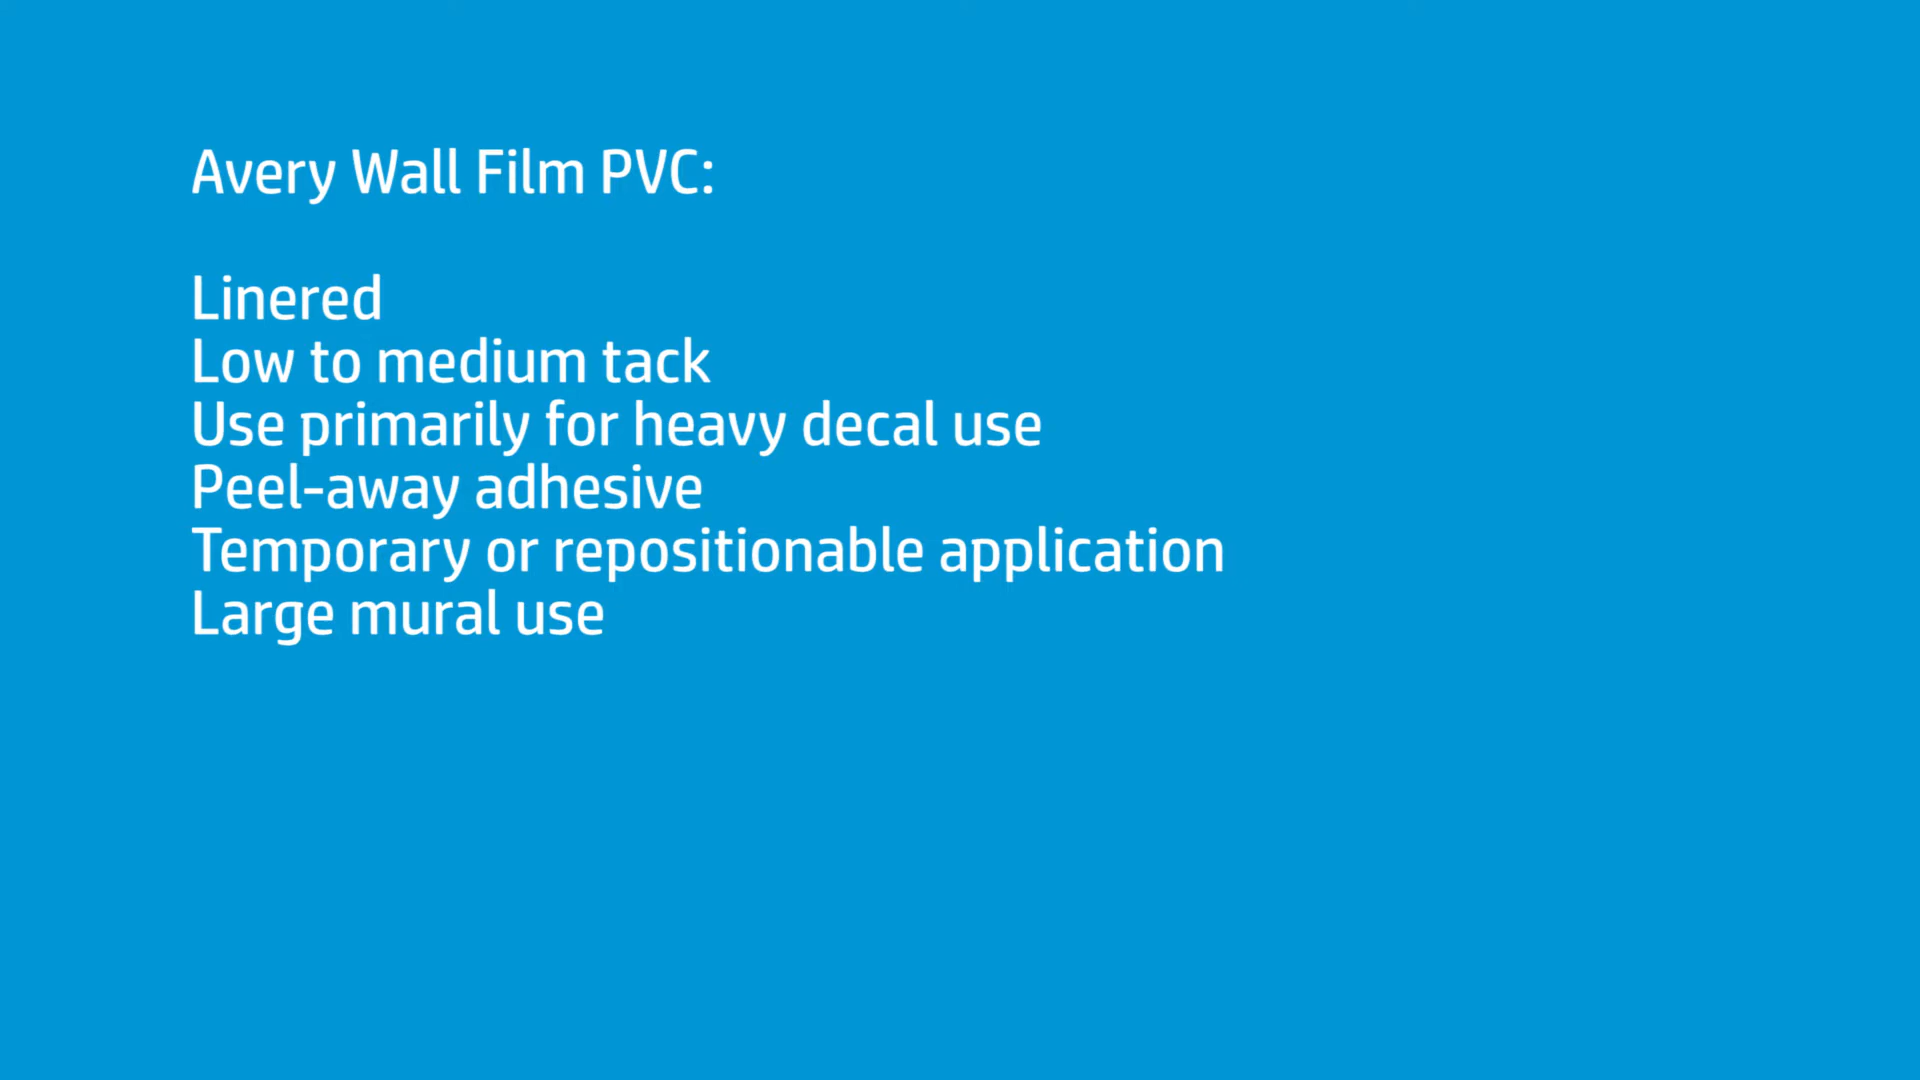 Avery Wall Film PVC:
Linered
Low to medium tack
Use primarily for heavy decal use
Peel-away adhesive
Temporary or repositionable application
Large mural use